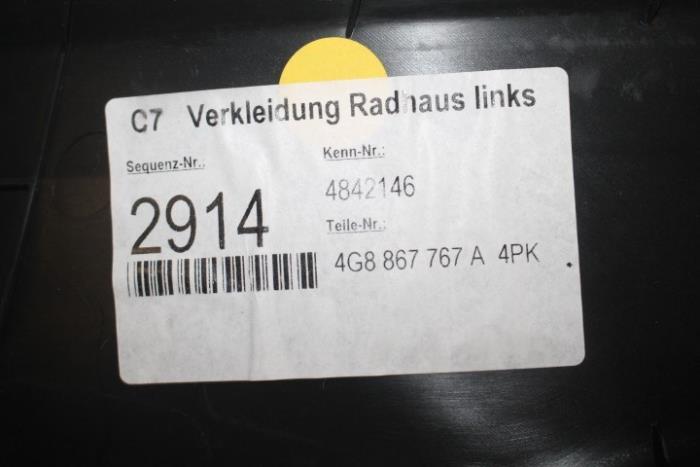 C7 Verkleidung Radhaus links
Sequenz-Nr.:
2914
Kenn-Nr.:
4842146
Teile-Nr.:
4G8 867 767 A 4PK